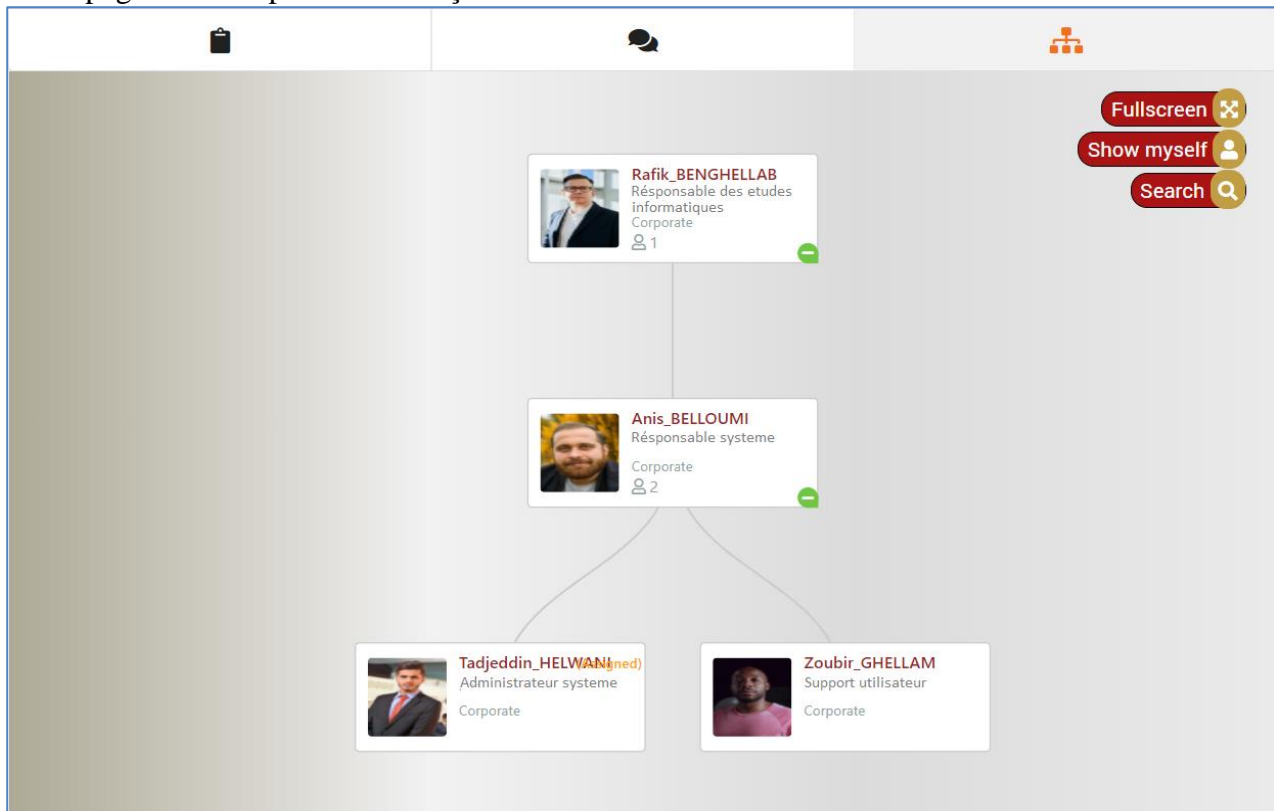 Fullscreen
Show myself
Search
Rafik_BENGHELLAB
Résponsable des etudes
informatiques
Corporate
1
Anis_BELLOUMI
Résponsable systeme
Corporate
2
Tadjeddin_HELWANI (Assigned)
Administrateur systeme
Corporate
Zoubir_GHELLAM
Support utilisateur
Corporate